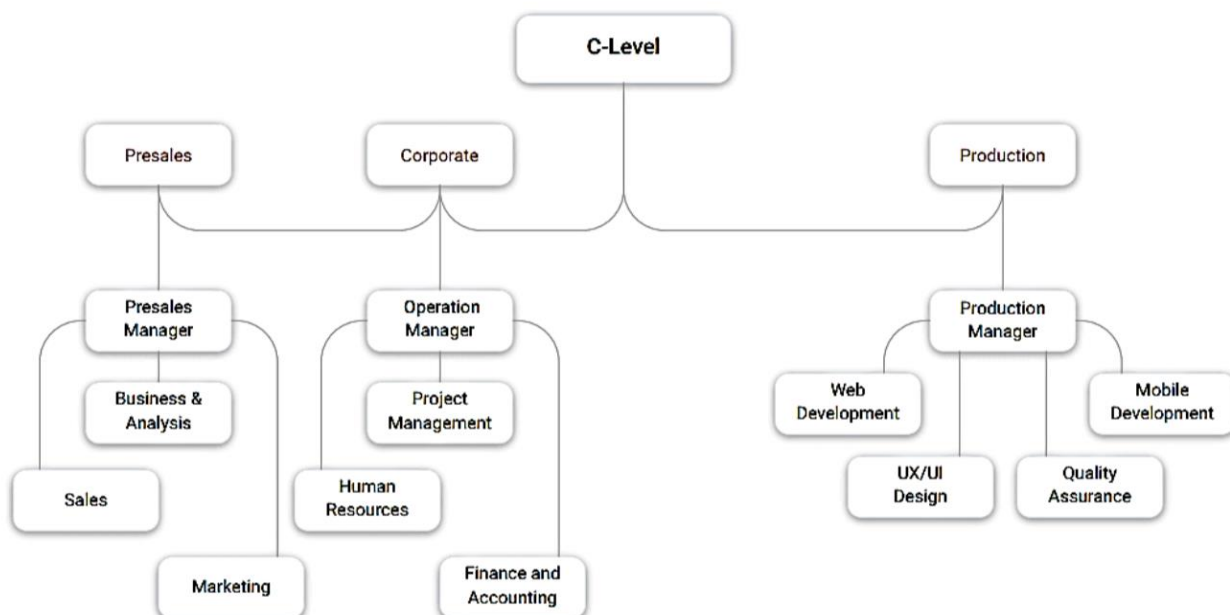 C-Level
Presales
Corporate
Production
Presales
Manager
Operation
Manager
Production
Manager
Business &
Analysis
Project
Management
Web
Development
Mobile
Development
Sales
Human
Resources
UX/UI
Design
Quality
Assurance
Marketing
Finance and
Accounting